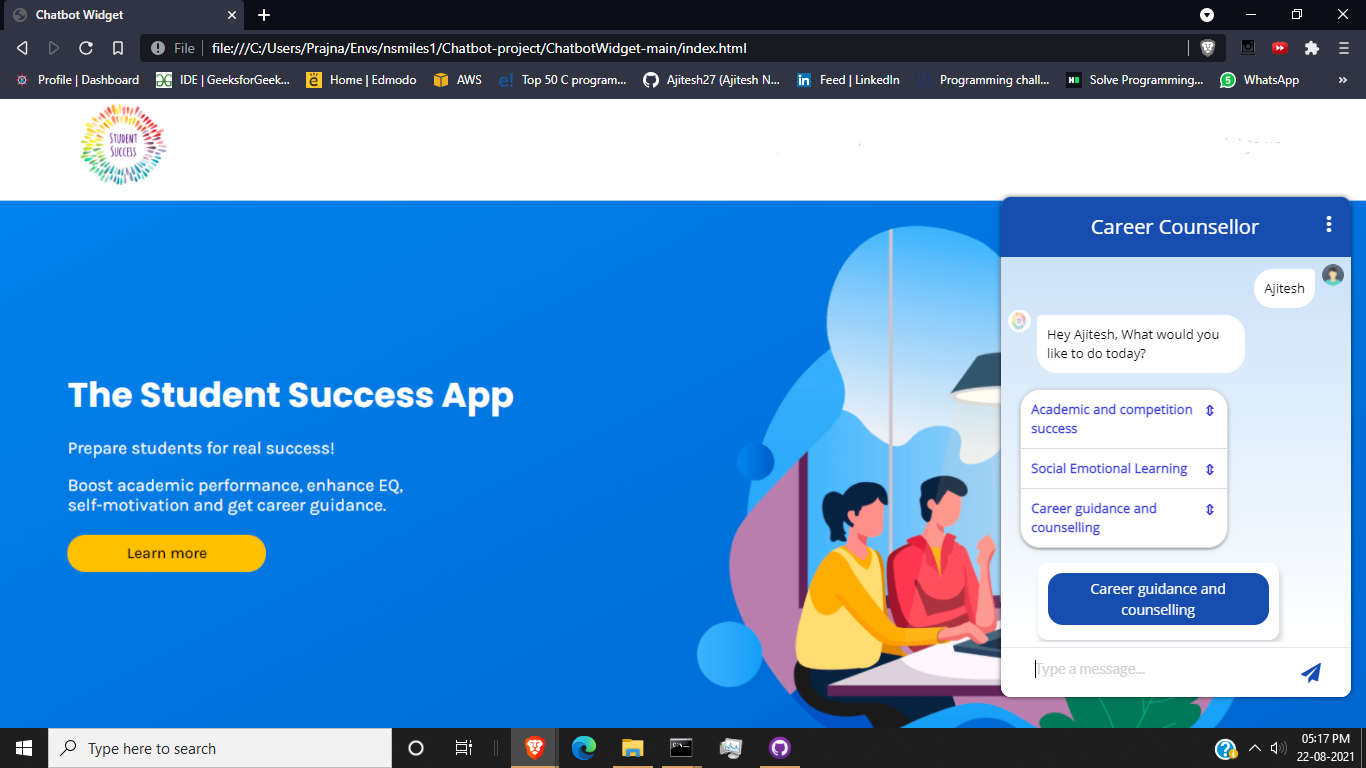 Chatbot Widget
File
file:///C:/Users/Prajna/Envs/nsmiles1/Chatbot-project/ChatbotWidget-main/index.html
Profile | Dashboard
IDE | GeeksforGeek...
Home | Edmodo
AWS
Top 50 C program...
Ajitesh27 (Ajitesh N...
Feed | LinkedIn
Programming chall...
Solve Programming...
WhatsApp
»
STUDENT
SUCCESS
The Student Success App
Prepare students for real success!
Boost academic performance, enhance EQ,
self-motivation and get career guidance.
Learn more
Career Counsellor
Ajitesh
Hey Ajitesh, What would you
like to do today?
Academic and competition
success
Social Emotional Learning
Career guidance and
counselling
Career guidance and
counselling
Type a message...
Type here to search
05:17 PM
22-08-2021